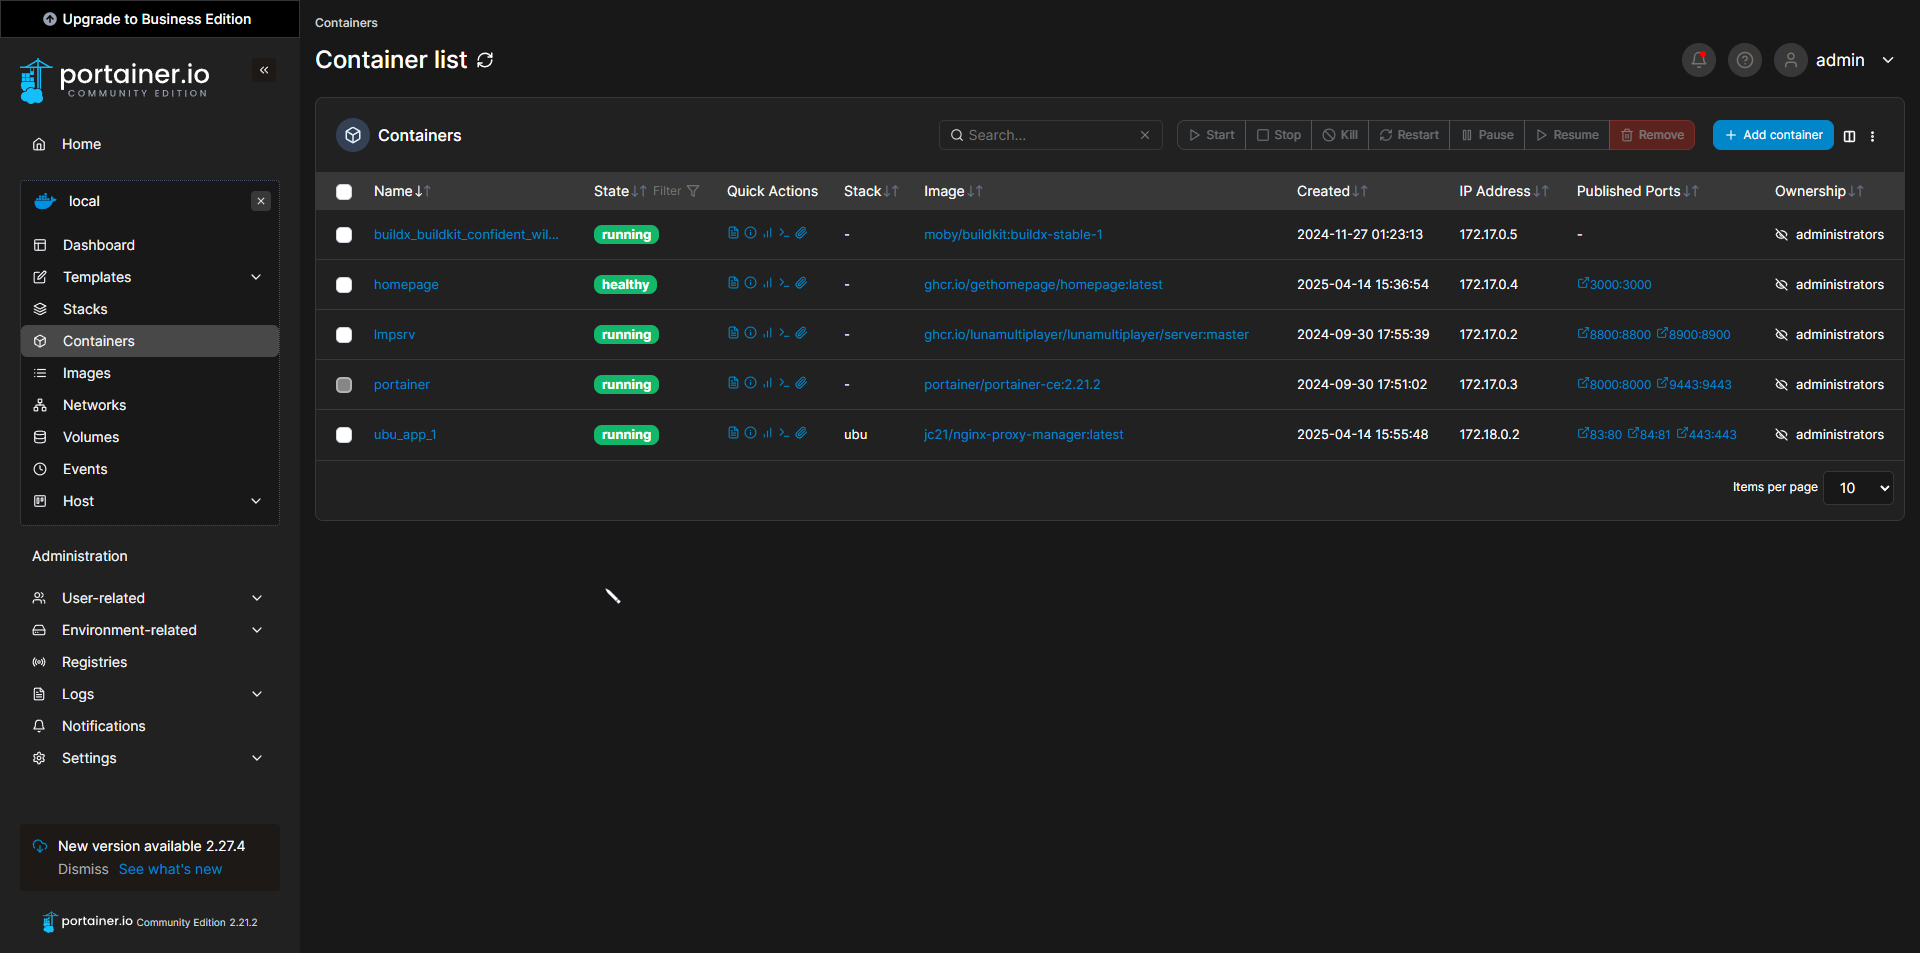 Upgrade to Business Edition
portainer.io
COMMUNITY EDITION
Home
local
Dashboard
Templates
Stacks
Containers
Images
Networks
Volumes
Events
Host
Administration
User-related
Environment-related
Registries
Logs
Notifications
Settings
New version available 2.27.4
Dismiss See what's new
portainer.io Community Edition 2.21.2
Containers
Container list
admin
Containers
Search... Start Stop Kill Restart Pause Resume Remove Add container
Name State Filter Quick Actions Stack Image Created IP Address Published Ports Ownership
buildx_buildkit_confident_wil... running - moby/buildkit:buildx-stable-1 2024-11-27 01:23:13 172.17.0.5 - administrators
homepage healthy - ghcr.io/gethomepage/homepage:latest 2025-04-14 15:36:54 172.17.0.4 3000:3000 administrators
lmpsrv running - ghcr.io/lunamultiplayer/lunamultiplayer/server:master 2024-09-30 17:55:39 172.17.0.2 8800:8800 8900:8900 administrators
portainer running - portainer/portainer-ce:2.21.2 2024-09-30 17:51:02 172.17.0.3 8000:8000 9443:9443 administrators
ubu_app_1 running ubu jc21/nginx-proxy-manager:latest 2025-04-14 15:55:48 172.18.0.2 83:80 84:81 443:443 administrators
Items per page 10